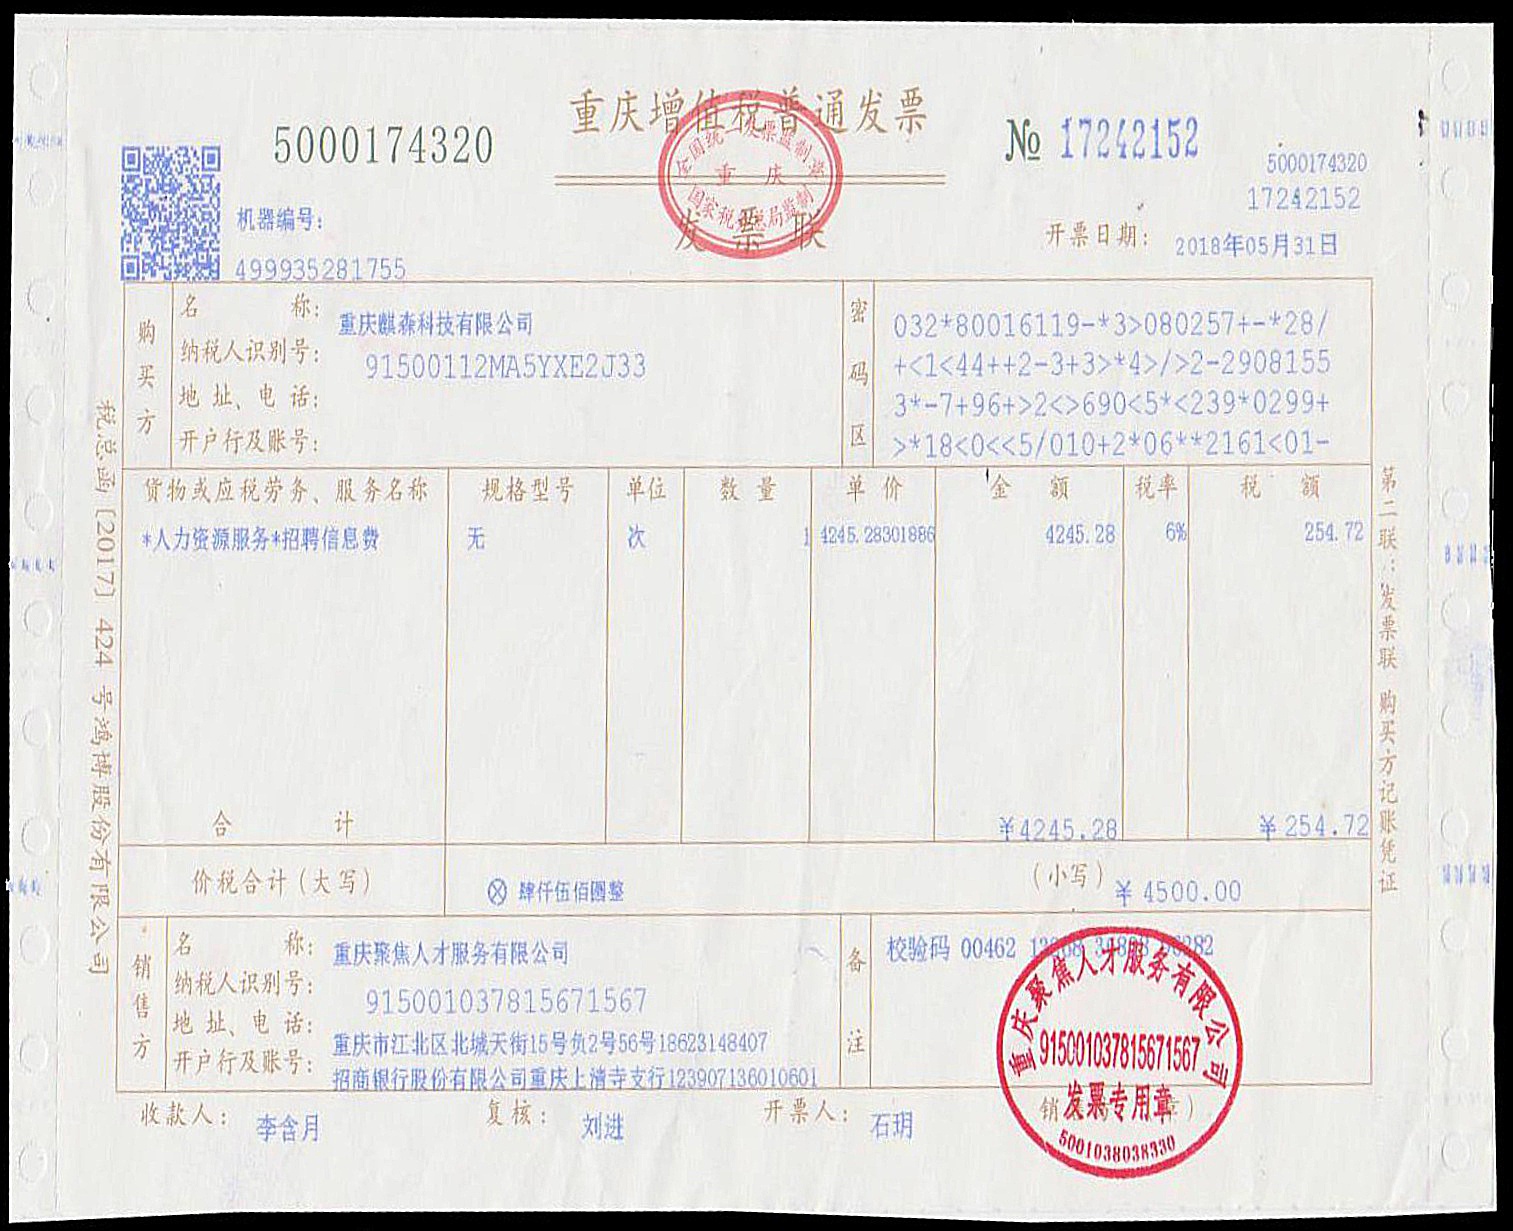 重庆增值税普通发票
5000174320
№ 17242152
5000174320
17242152
全国统一发票监制章
重庆
国家税务总局监制
发票联
机器编号:
499935281755
开票日期: 2018年05月31日
购买方
名称: 重庆麒森科技有限公司
纳税人识别号: 91500112MA5YXE2J33
地址、电话:
开户行及账号:
密码区
032*80016119-*3>080257+-*28/
+<1<44++2-3+3>*4>/>2-2908155
3*-7+96+>2<>690<5*<239*0299+
>*18<0<<5/010+2*06**2161<01-
货物或应税劳务、服务名称 规格型号 单位 数量 单价 金额 税率 税额
*人力资源服务*招聘信息费 无 次 1 4245.28301886 4245.28 6% 254.72
合计 ¥4245.28 ¥254.72
价税合计(大写) ⊗ 肆仟伍佰圆整 (小写) ¥4500.00
销售方
名称: 重庆聚焦人才服务有限公司
纳税人识别号: 915001037815671567
地址、电话: 重庆市江北区北城天街15号负2号56号18623148407
开户行及账号: 招商银行股份有限公司重庆上清寺支行123907136010601
备注
校验码 00462
重庆聚焦人才服务有限公司
915001037815671567
发票专用章
5001038038330
收款人: 李含月 复核: 刘进 开票人: 石玥 销
税总函[2017]424号鸿博股份有限公司
第二联:发票联 购买方记账凭证